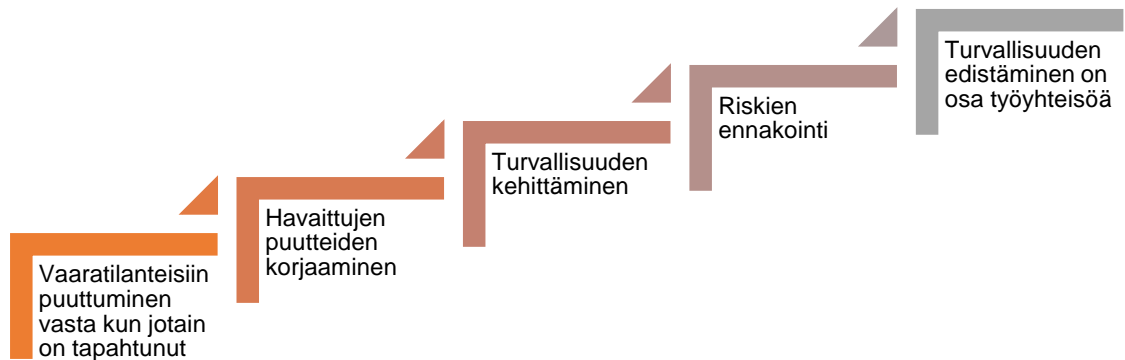 Vaaratilanteisiin
puuttuminen
vasta kun jotain
on tapahtunut
Havaittujen
puutteiden
korjaaminen
Turvallisuuden
kehittäminen
Riskien
ennakointi
Turvallisuuden
edistäminen on
osa työyhteisöä